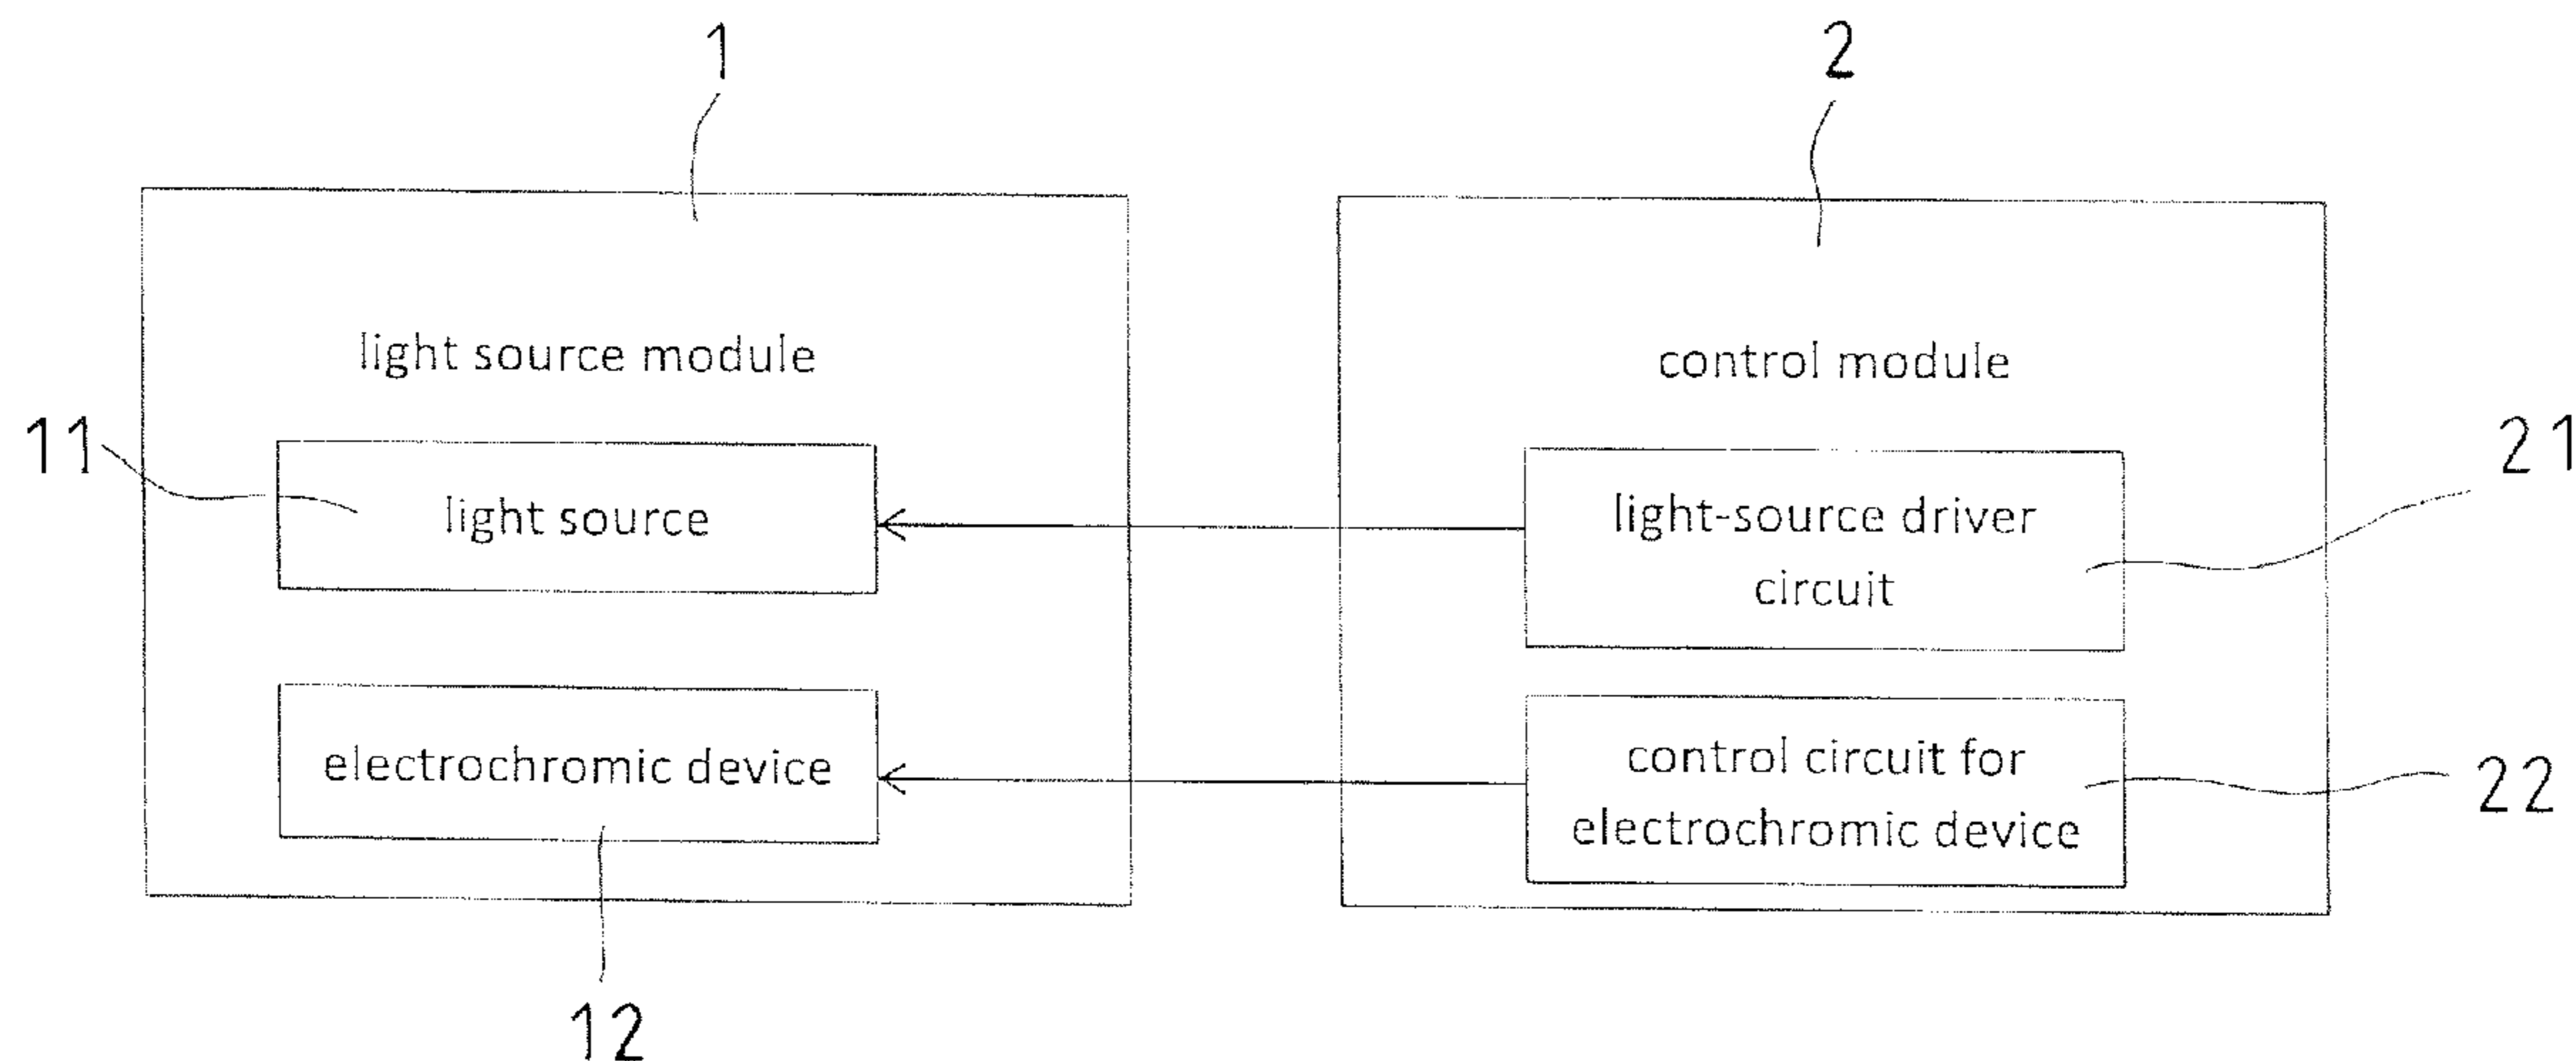 1
2
light source module
control module
11
light source
light-source driver
circuit
21
electrochromic device
control circuit for
electrochromic device
22
12